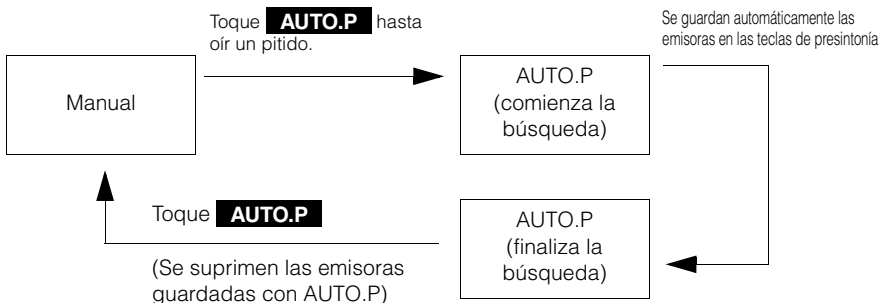 Toque AUTO.P hasta
oír un pitido.
Se guardan automáticamente las
emisoras en las teclas de presintonía
Manual
AUTO.P
(comienza la
búsqueda)
Toque AUTO.P
(Se suprimen las emisoras
guardadas con AUTO.P)
AUTO.P
(finaliza la
búsqueda)